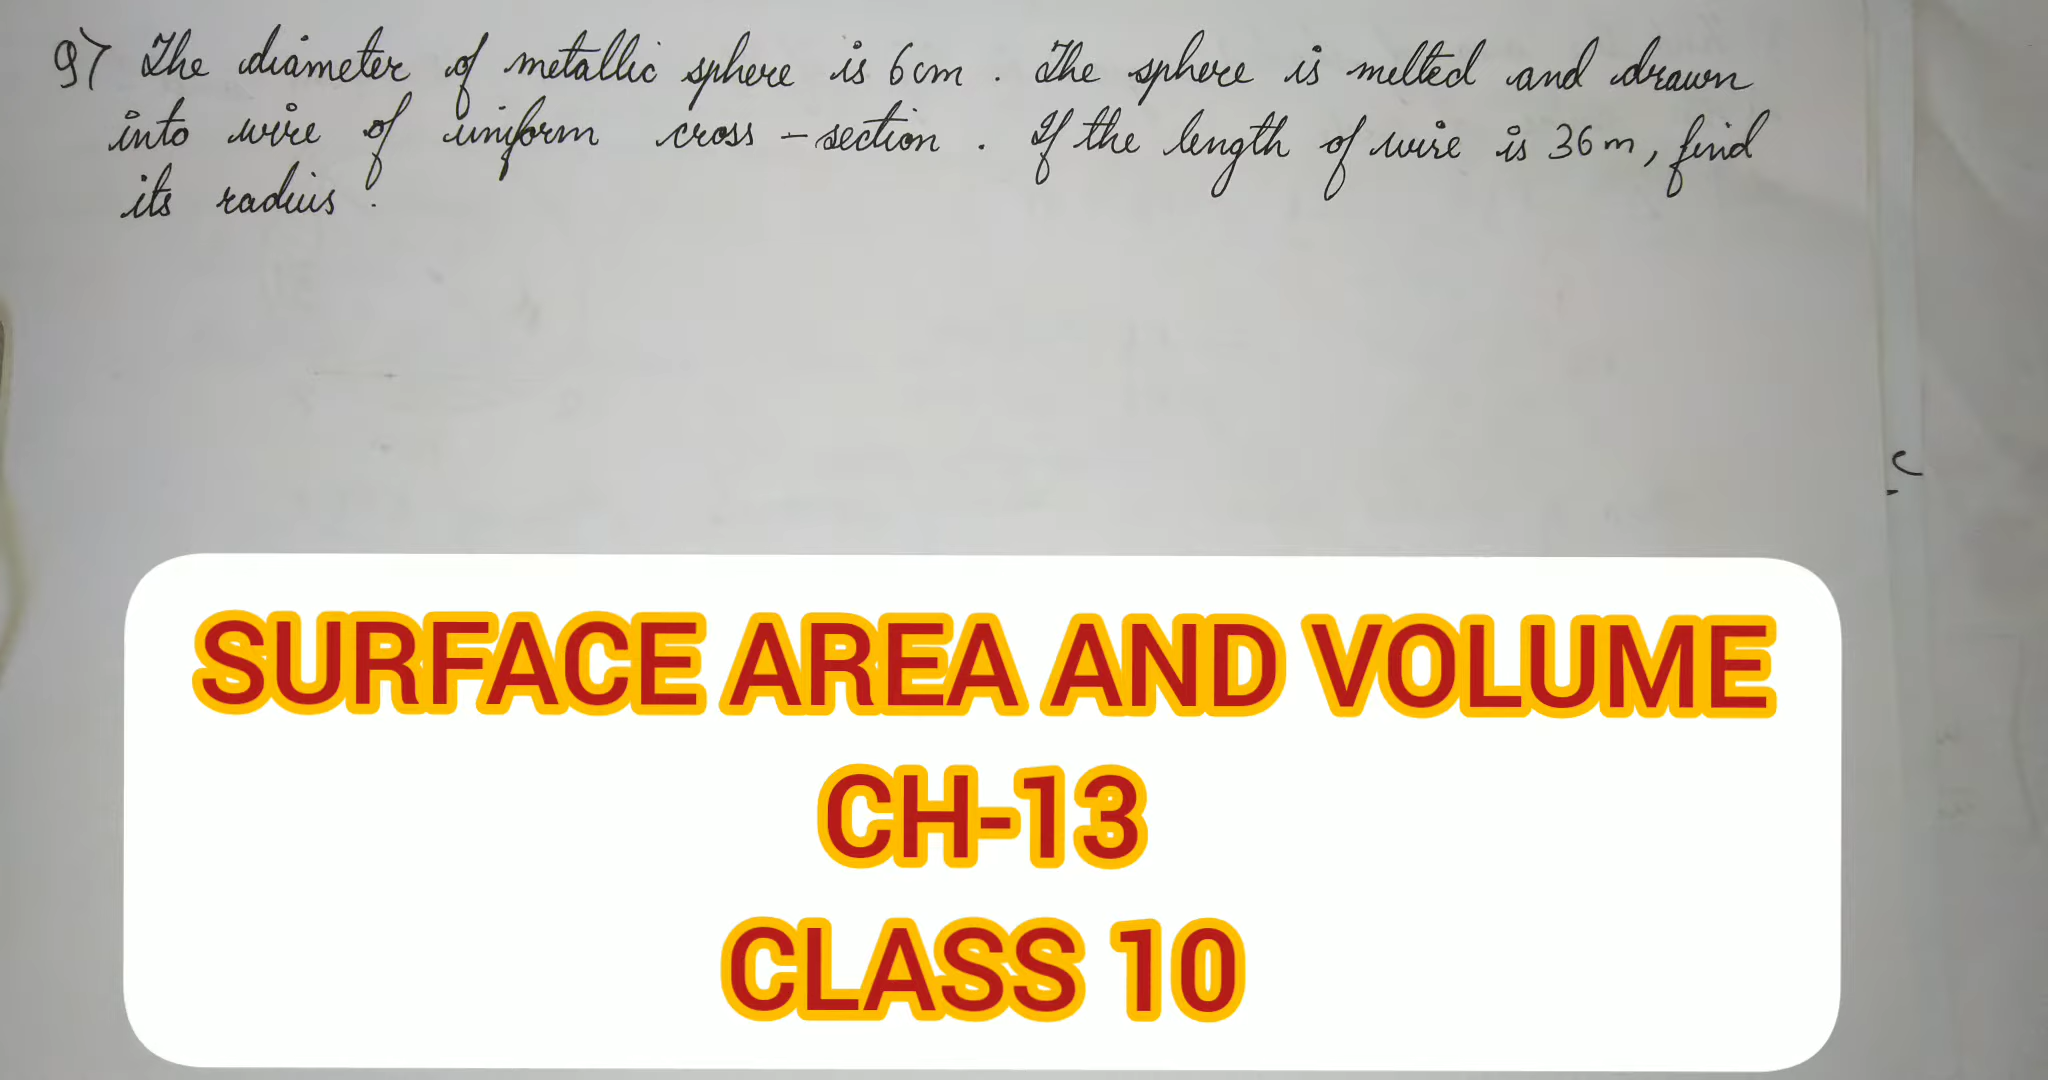 Q> The diameter of metallic sphere is 6cm. The sphere is melted and drawn
into wire of uniform cross-section. If the length of wire is 36m, find
its radius.
SURFACE AREA AND VOLUME
CH-13
CLASS 10